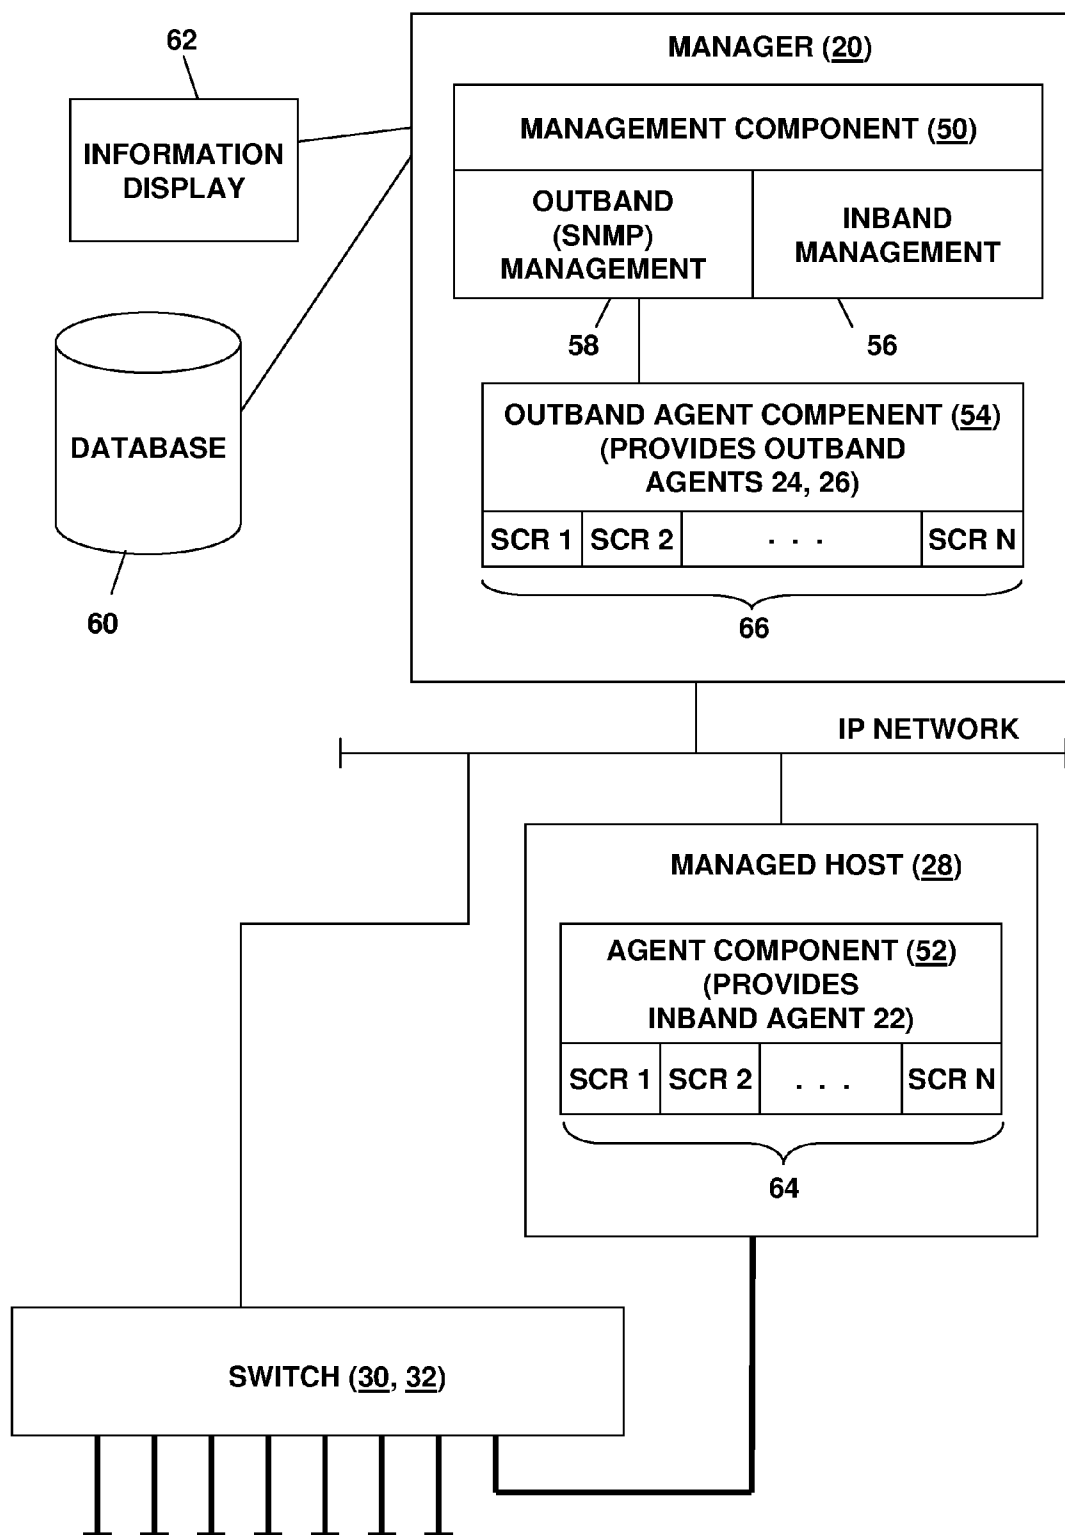 62
INFORMATION
DISPLAY
DATABASE
60
MANAGER (20)
MANAGEMENT COMPONENT (50)
OUTBAND
(SNMP)
MANAGEMENT
INBAND
MANAGEMENT
58
56
OUTBAND AGENT COMPENENT (54)
(PROVIDES OUTBAND
AGENTS 24, 26)
SCR 1 SCR 2 . . . SCR N
66
IP NETWORK
MANAGED HOST (28)
AGENT COMPONENT (52)
(PROVIDES
INBAND AGENT 22)
SCR 1 SCR 2 . . . SCR N
64
SWITCH (30, 32)